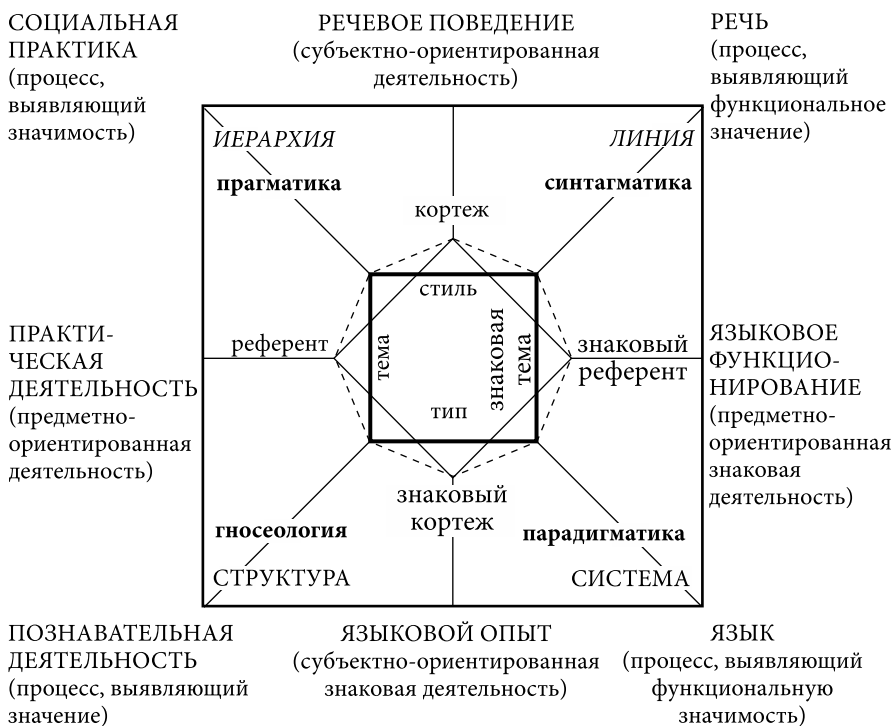 СОЦИАЛЬНАЯ
ПРАКТИКА
(процесс,
выявляющий
значимость)
РЕЧЕВОЕ ПОВЕДЕНИЕ
(субъектно-ориентированная
деятельность)
РЕЧЬ
(процесс,
выявляющий
функциональное
значение)
ИЕРАРХИЯ
ЛИНИЯ
прагматика
синтагматика
кортеж
стиль
ПРАКТИ-
ЧЕСКАЯ
ДЕЯТЕЛЬНОСТЬ
(предметно-
ориентированная
деятельность)
референт
тема
знаковая
тема
знаковый
референт
тип
ЯЗЫКОВОЕ
ФУНКЦИО-
НИРОВАНИЕ
(предметно-
ориентированная
знаковая
деятельность)
знаковый
кортеж
гносеология
парадигматика
СТРУКТУРА
СИСТЕМА
ПОЗНАВАТЕЛЬНАЯ
ДЕЯТЕЛЬНОСТЬ
(процесс, выявляющий
значение)
ЯЗЫКОВОЙ ОПЫТ
(субъектно-ориентированная
знаковая деятельность)
ЯЗЫК
(процесс, выявляющий
функциональную
значимость)